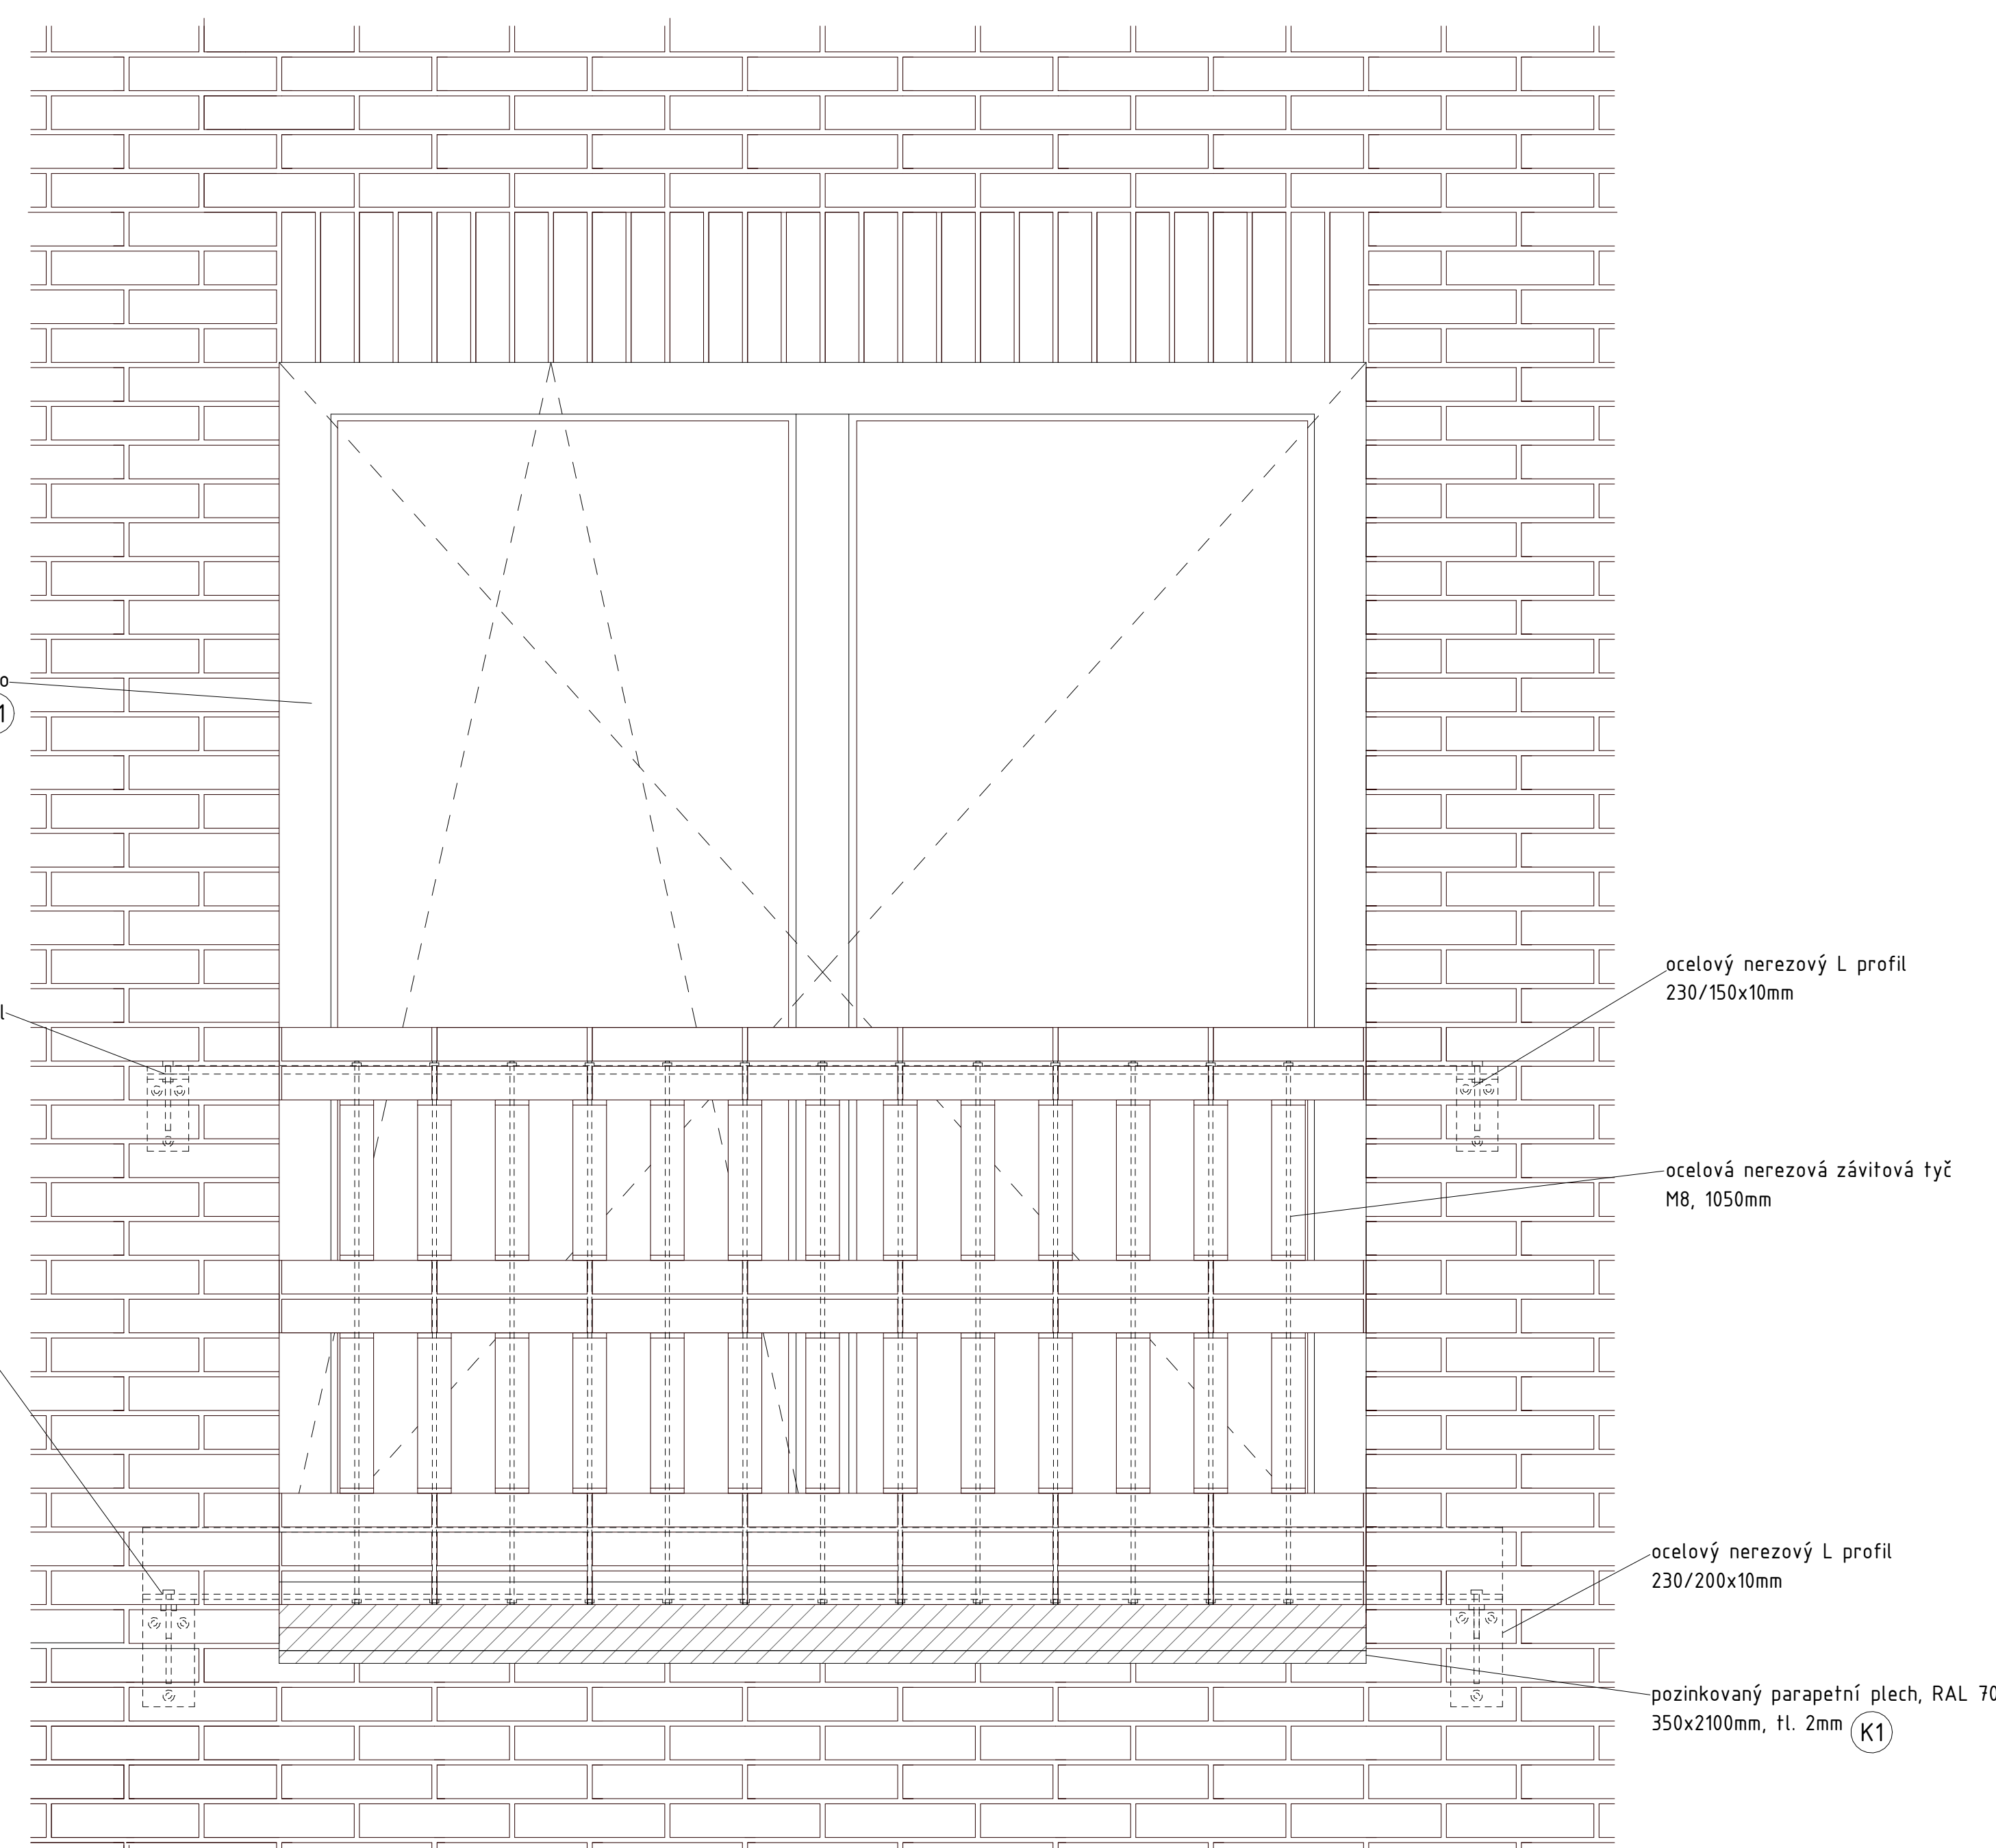 ocelový nerezový L profil
230/150x10mm
ocelová nerezová závitová tyč
M8, 1050mm
ocelový nerezový L profil
230/200x10mm
pozinkovaný parapetní plech, RAL 70
350x2100mm, tl. 2mm K1